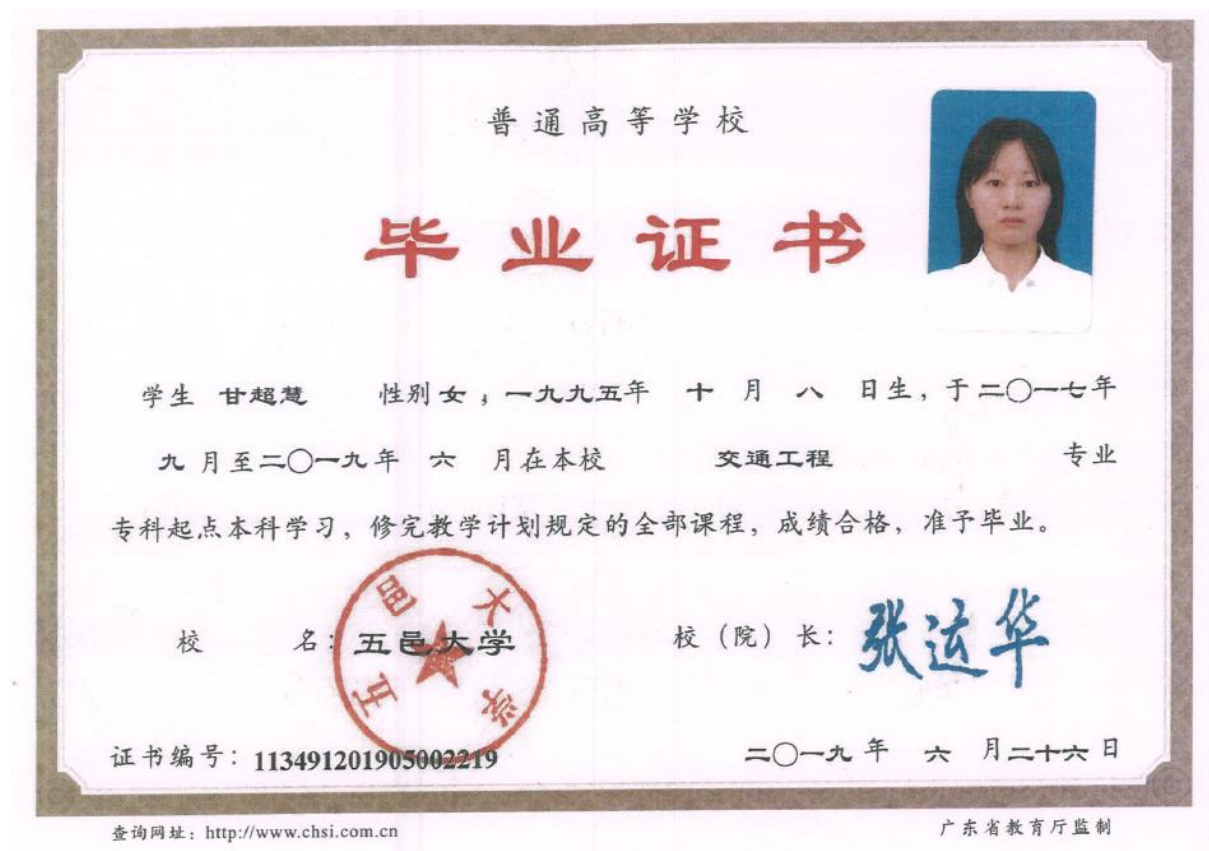 普通高等学校
毕业证书
学生 甘超慧 性别 女，一九九五年 十 月 八 日生，于二〇一七年
九 月至二〇一九年 六 月在本校 交通工程 专业
专科起点本科学习，修完教学计划规定的全部课程，成绩合格，准予毕业。
五邑大学
校 名：五邑大学 校（院）长：张运华
证书编号：113491201905002219 二〇一九 年 六 月二十六 日
查询网址：http://www.chsi.com.cn 广东省教育厅监制